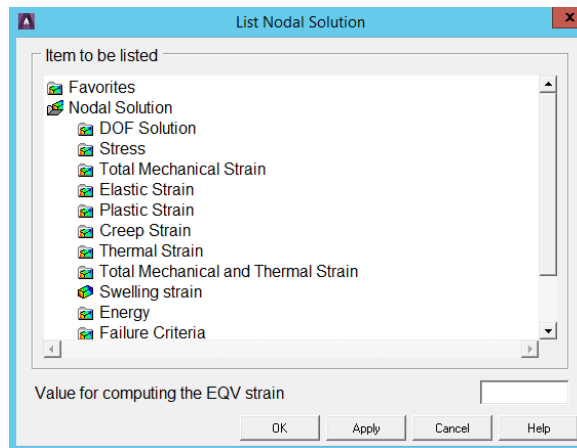 List Nodal Solution
x
Item to be listed
Favorites
Nodal Solution
DOF Solution
Stress
Total Mechanical Strain
Elastic Strain
Plastic Strain
Creep Strain
Thermal Strain
Total Mechanical and Thermal Strain
Swelling strain
Energy
Failure Criteria
Value for computing the EQV strain
OK Apply Cancel Help